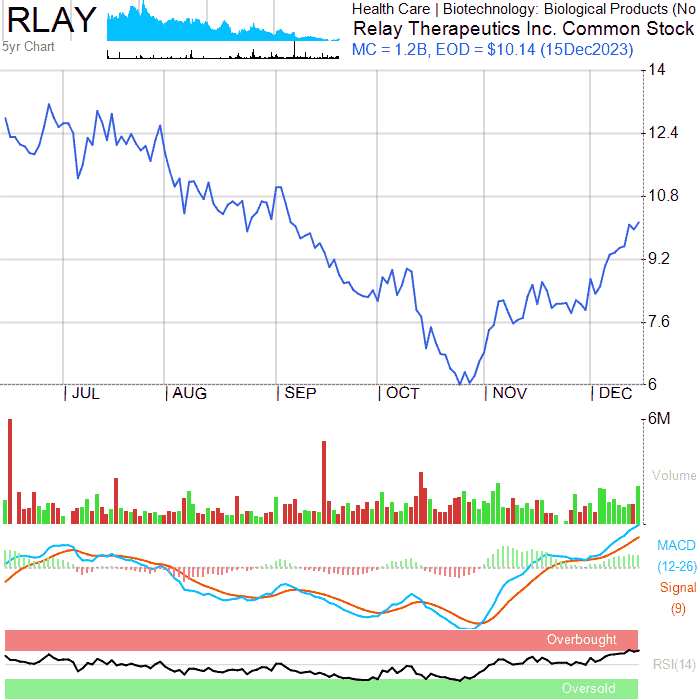 RLAY
5yr Chart
Health Care | Biotechnology: Biological Products (No
Relay Therapeutics Inc. Common Stock
MC = 1.2B, EOD = $10.14 (15Dec2023)
14
12.4
10.8
9.2
7.6
6
JUL AUG SEP OCT NOV DEC
6M
Volume
MACD
(12-26)
Signal
(9)
Overbought
RSI(14)
Oversold